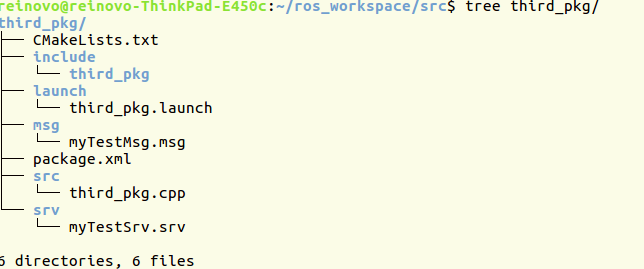 reinovo@reinovo-ThinkPad-E450c:~/ros_workspace/src$ tree third_pkg/
third_pkg/
├── CMakeLists.txt
├── include
│   └── third_pkg
├── launch
│   └── third_pkg.launch
├── msg
│   └── myTestMsg.msg
├── package.xml
├── src
│   └── third_pkg.cpp
└── srv
    └── myTestSrv.srv
6 directories, 6 files